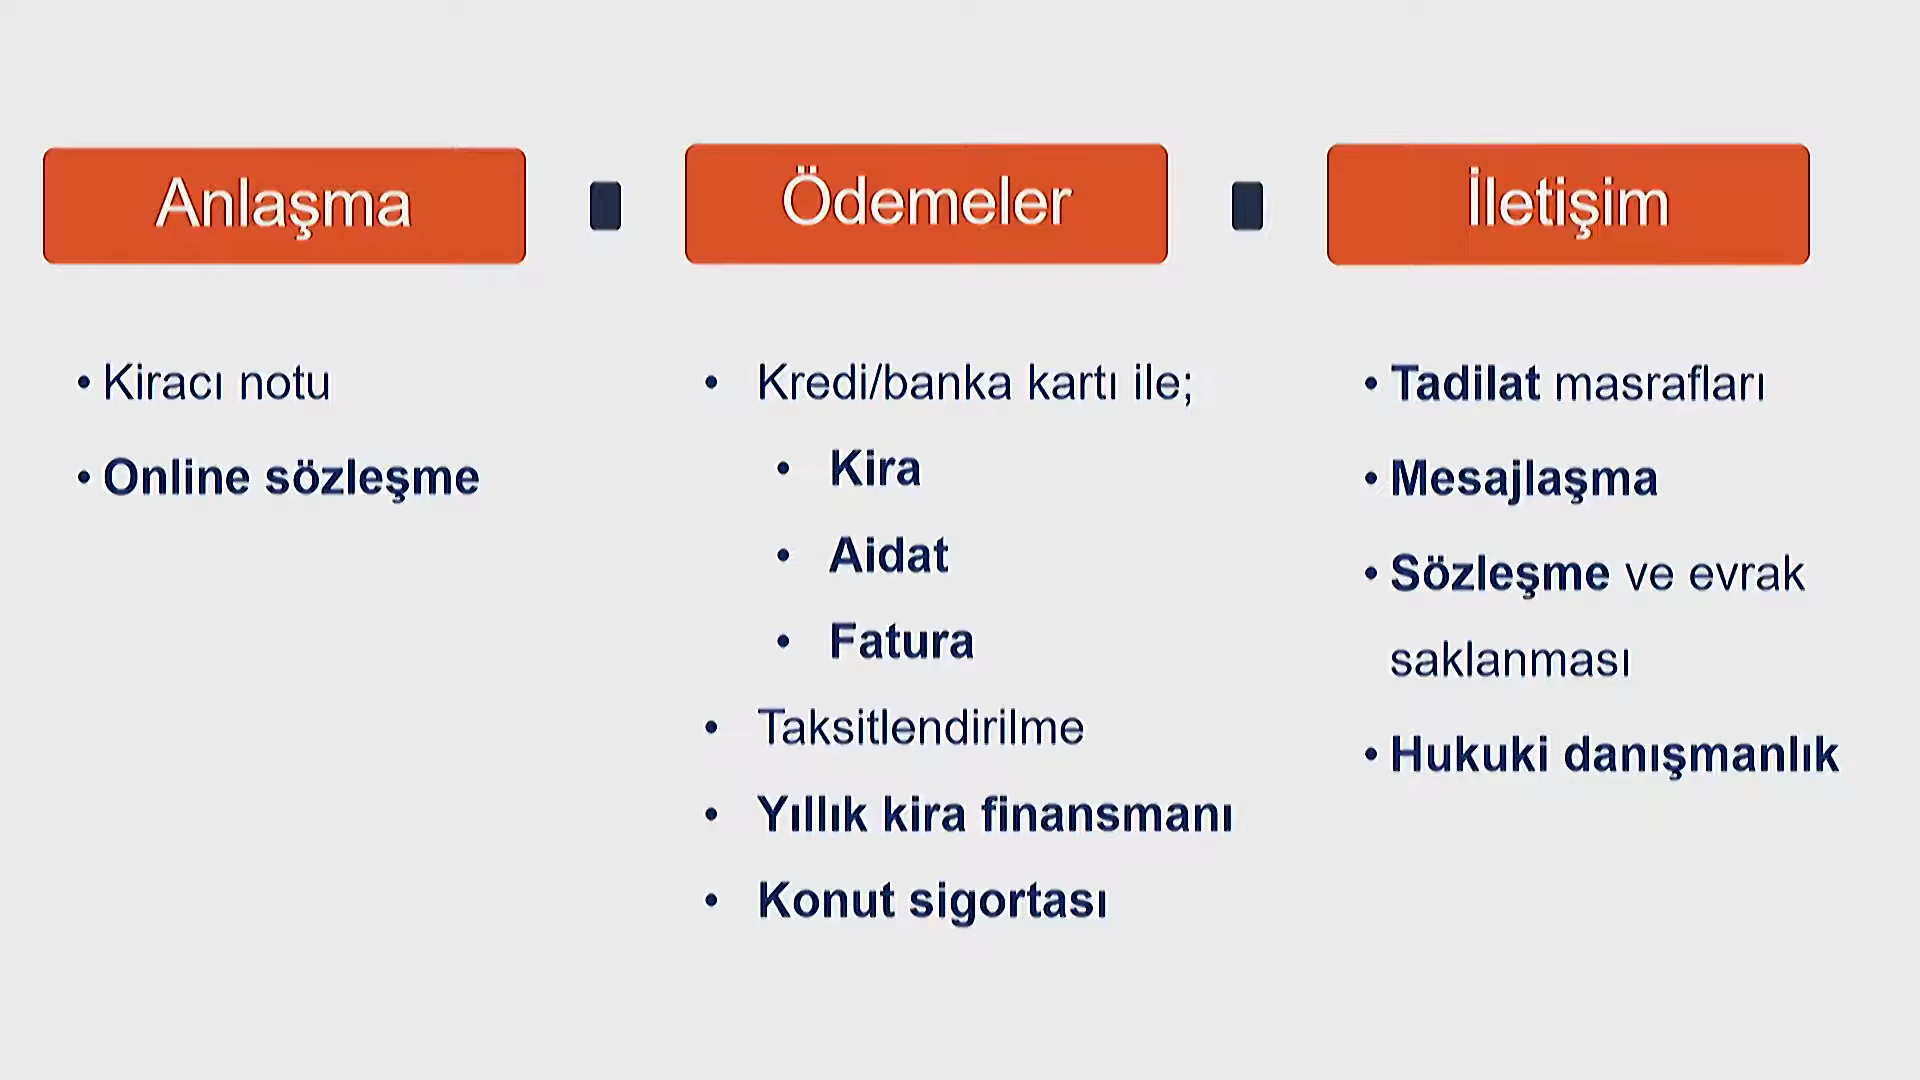 Anlaşma
• Kiracı notu
• Online sözleşme
Ödemeler
• Kredi/banka kartı ile;
• Kira
• Aidat
• Fatura
• Taksitlendirilme
• Yıllık kira finansmanı
• Konut sigortası
İletişim
• Tadilat masrafları
• Mesajlaşma
• Sözleşme ve evrak
saklanması
• Hukuki danışmanlık